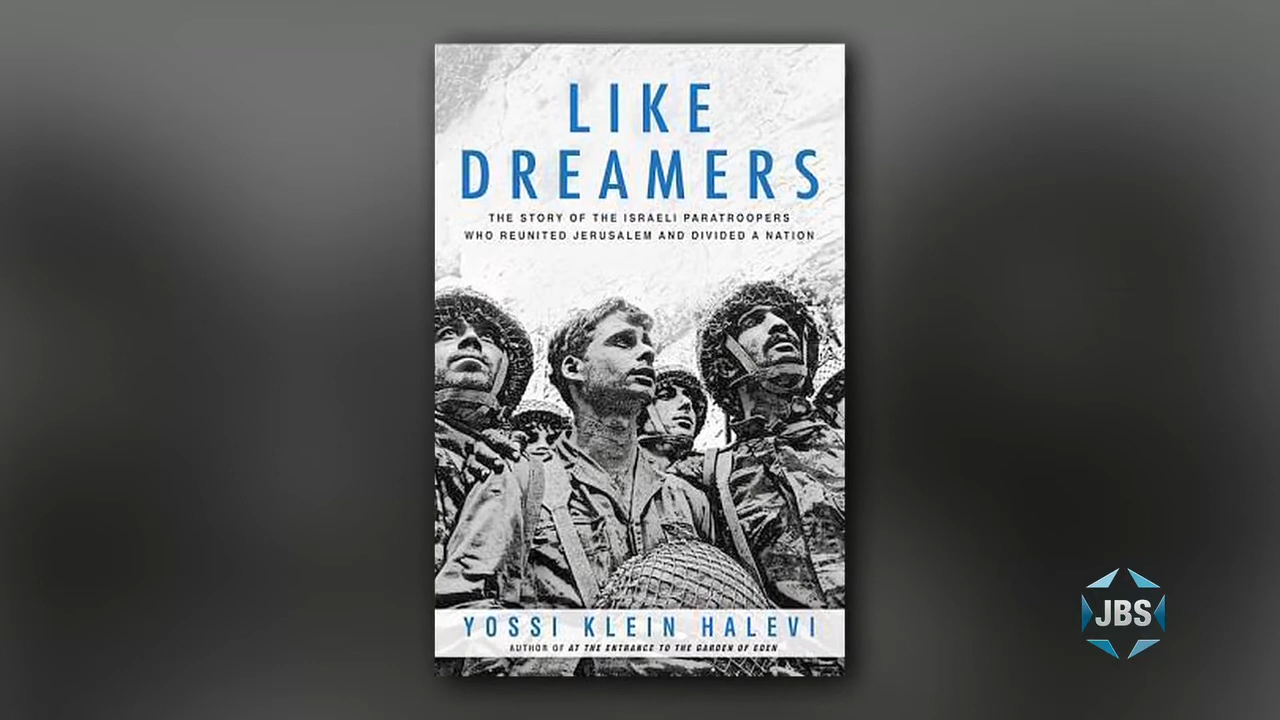 LIKE
DREAMERS
THE STORY OF THE ISRAELI PARATROOPERS
WHO REUNITED JERUSALEM AND DIVIDED A NATION
YOSSI KLEIN HALEVI
AUTHOR OF AT THE ENTRANCE TO THE GARDEN OF EDEN
JBS